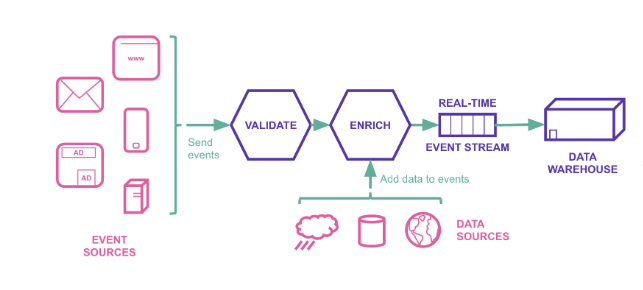 www
AD
AD
EVENT
SOURCES
Send
events
VALIDATE
ENRICH
Add data to events
DATA
SOURCES
REAL-TIME
EVENT STREAM
DATA
WAREHOUSE